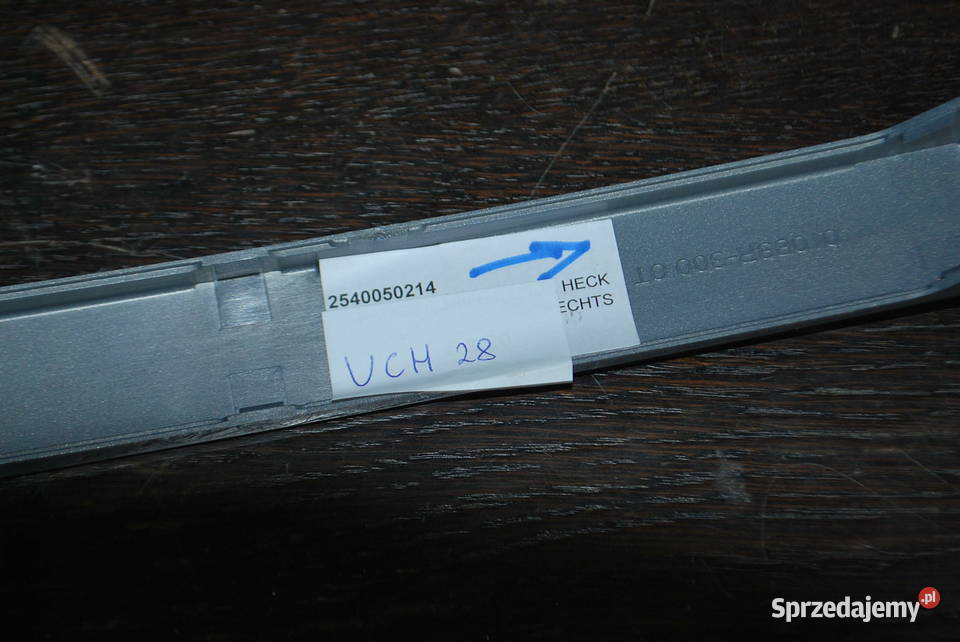 2540050214
HECK
ECHTS
UCH 28
Sprzedajemy.pl